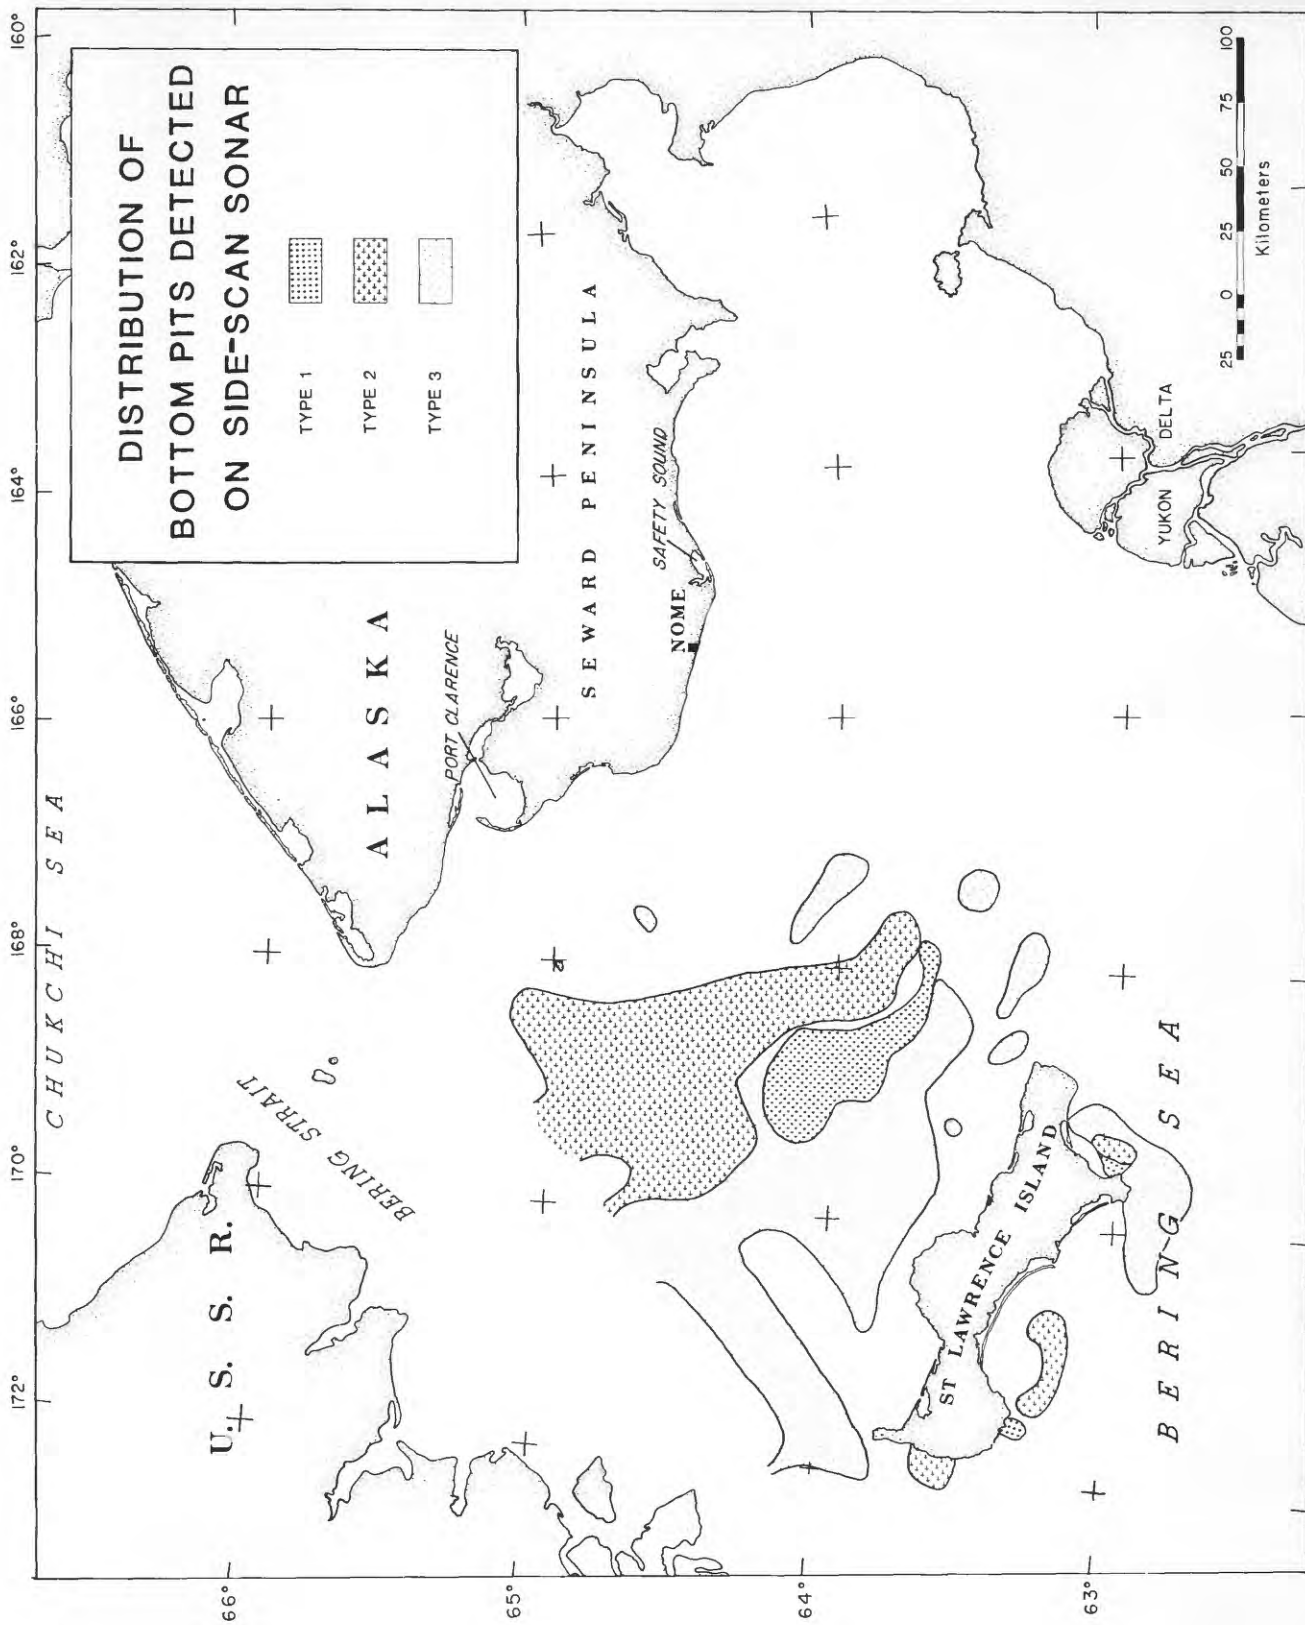 DISTRIBUTION OF
BOTTOM PITS DETECTED
ON SIDE-SCAN SONAR
TYPE 1
TYPE 2
TYPE 3
172°
170°
168°
166°
164°
162°
160°
66°
65°
64°
63°
CHUKCHI SEA
U. S. S. R.
BERING STRAIT
ALASKA
PORT CLARENCE
SEWARD PENINSULA
NOME
SAFETY SOUND
ST LAWRENCE ISLAND
BERING SEA
YUKON
DELTA
25 0 25 50 75 100
Kilometers